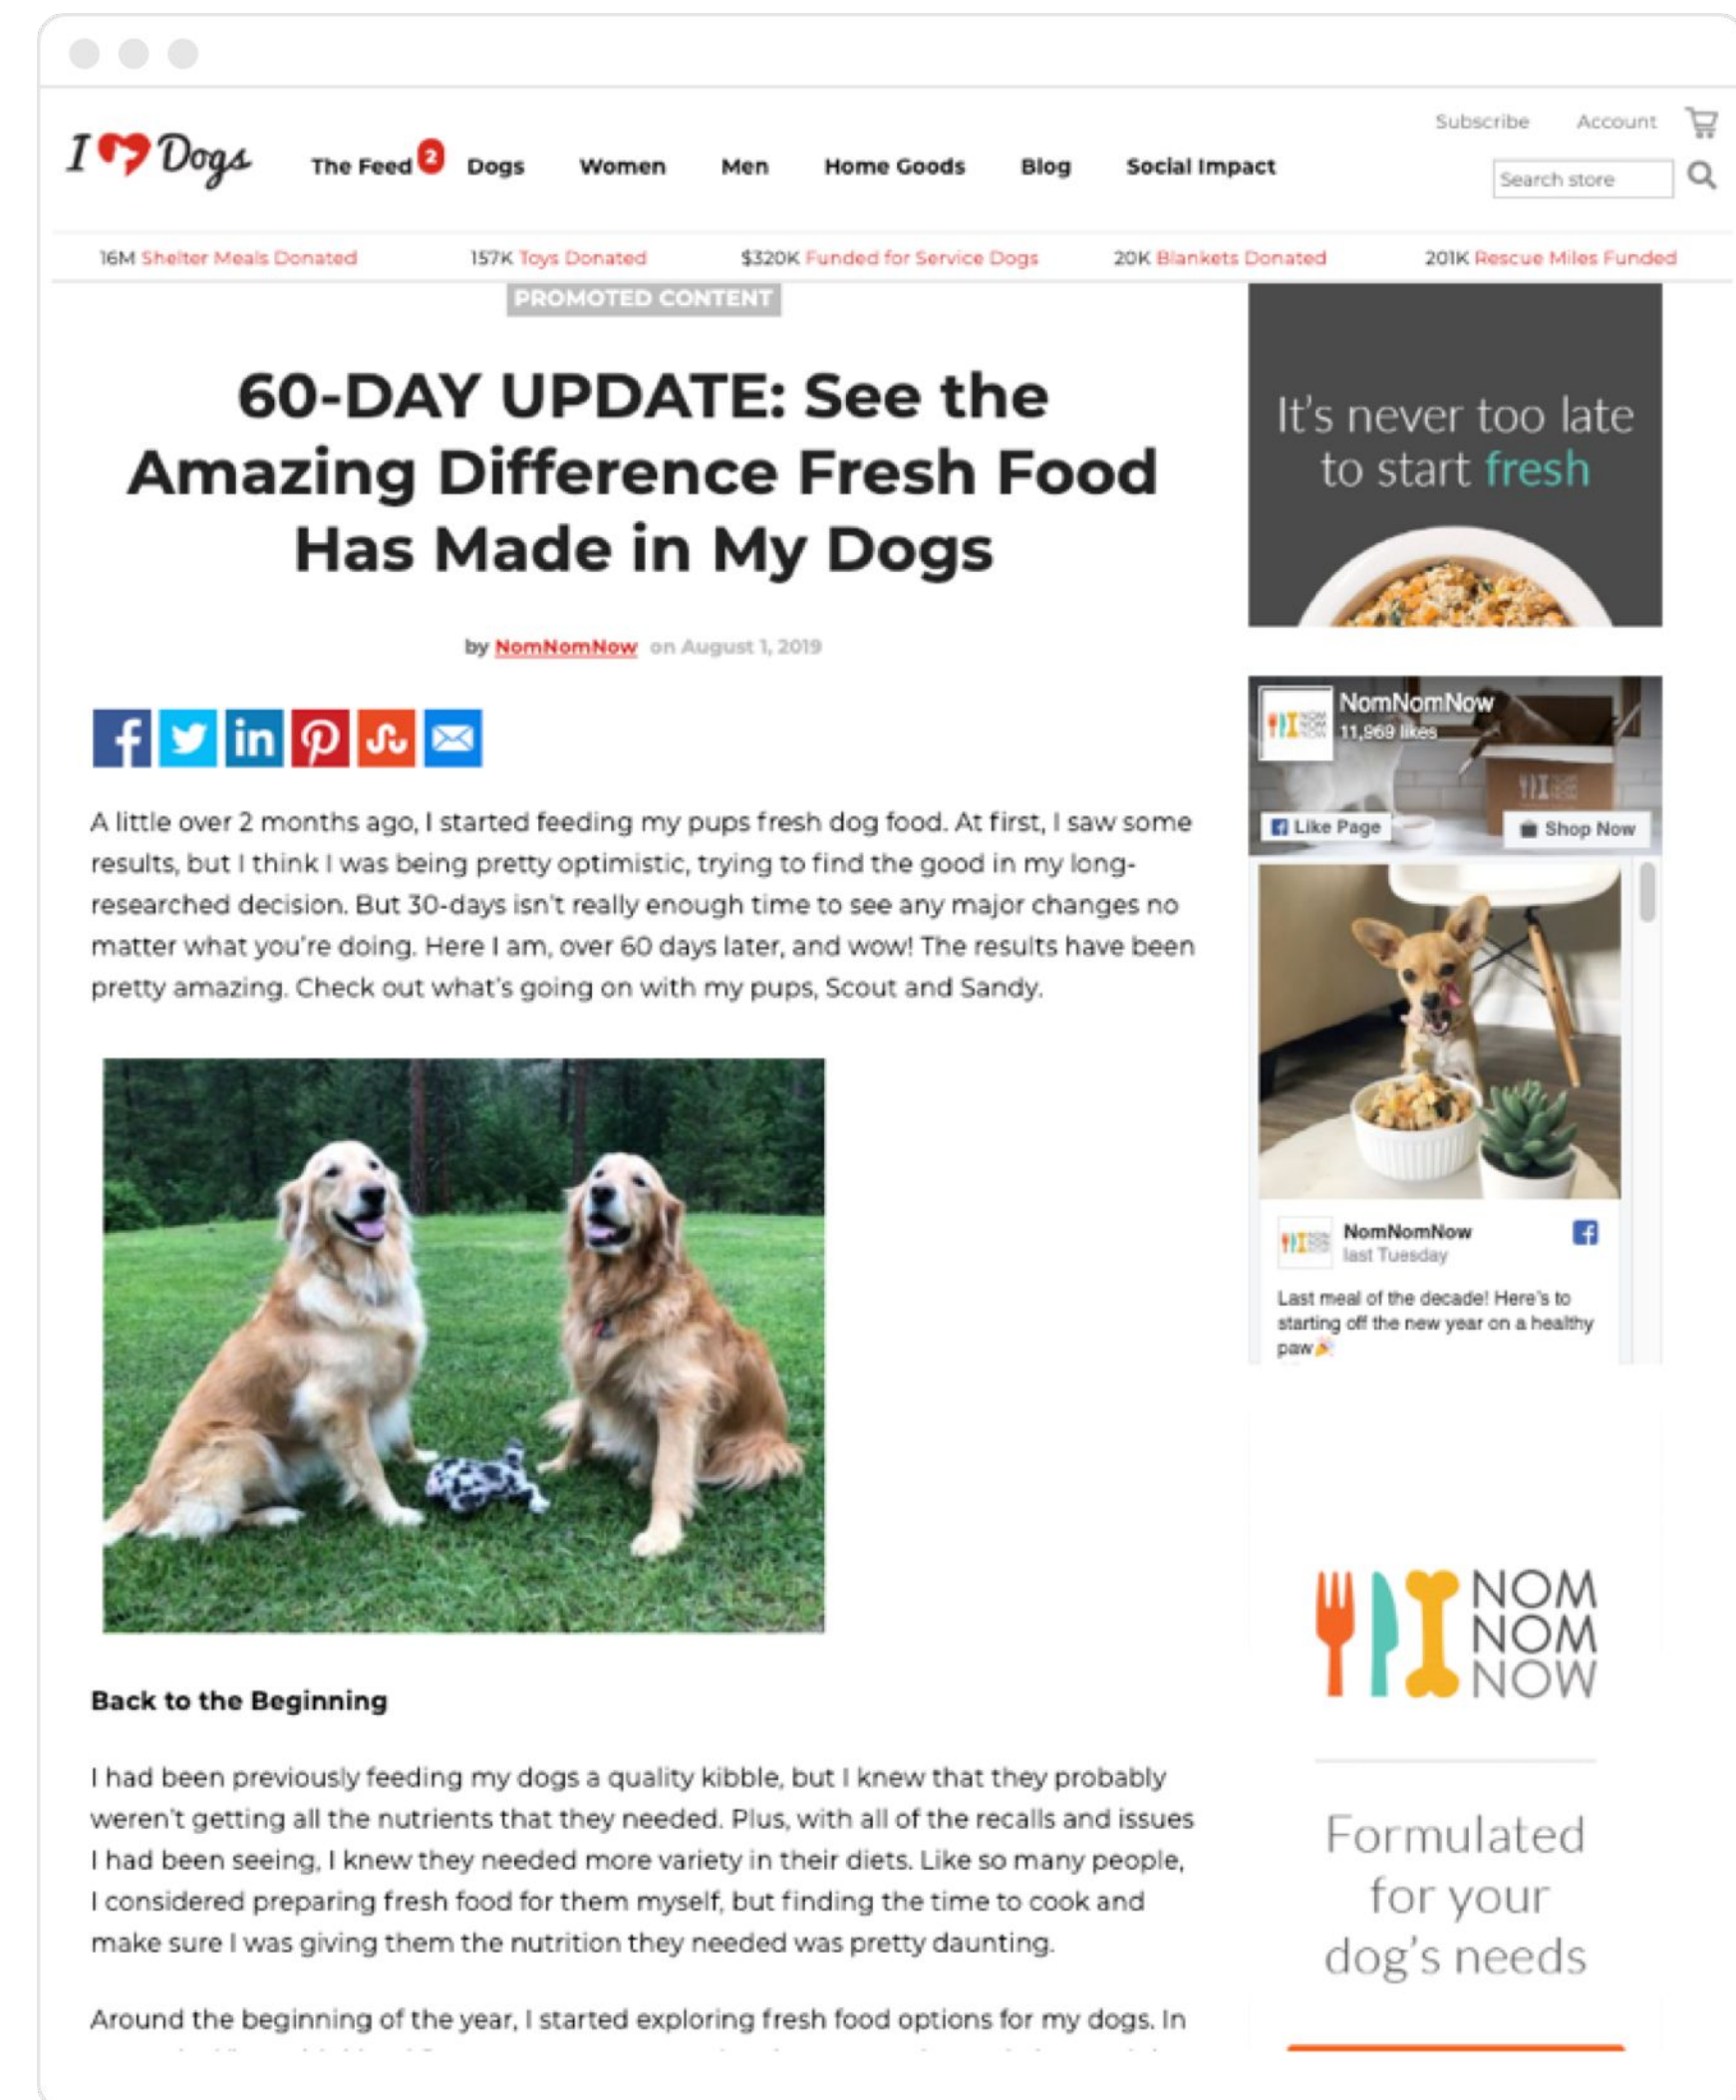 I Dogs
The Feed 2
Dogs
Women
Men
Home Goods
Blog
Social Impact
Subscribe
Account
Search store
16M Shelter Meals Donated
157K Toys Donated
$320K Funded for Service Dogs
20K Blankets Donated
201K Rescue Miles Funded
PROMOTED CONTENT
60-DAY UPDATE: See the
Amazing Difference Fresh Food
Has Made in My Dogs
by NomNomNow on August 1, 2019
A little over 2 months ago, I started feeding my pups fresh dog food. At first, I saw some
results, but I think I was being pretty optimistic, trying to find the good in my long-
researched decision. But 30-days isn't really enough time to see any major changes no
matter what you're doing. Here I am, over 60 days later, and wow! The results have been
pretty amazing. Check out what's going on with my pups, Scout and Sandy.
Back to the Beginning
I had been previously feeding my dogs a quality kibble, but I knew that they probably
weren't getting all the nutrients that they needed. Plus, with all of the recalls and issues
I had been seeing, I knew they needed more variety in their diets. Like so many people,
I considered preparing fresh food for them myself, but finding the time to cook and
make sure I was giving them the nutrition they needed was pretty daunting.
Around the beginning of the year, I started exploring fresh food options for my dogs. In
It's never too late
to start fresh
NomNomNow
11,969 likes
NOM
NOM
NOW
Like Page
Shop Now
NomNomNow
last Tuesday
Last meal of the decade! Here's to
starting off the new year on a healthy
paw🎉
NOM
NOM
NOW
Formulated
for your
dog's needs